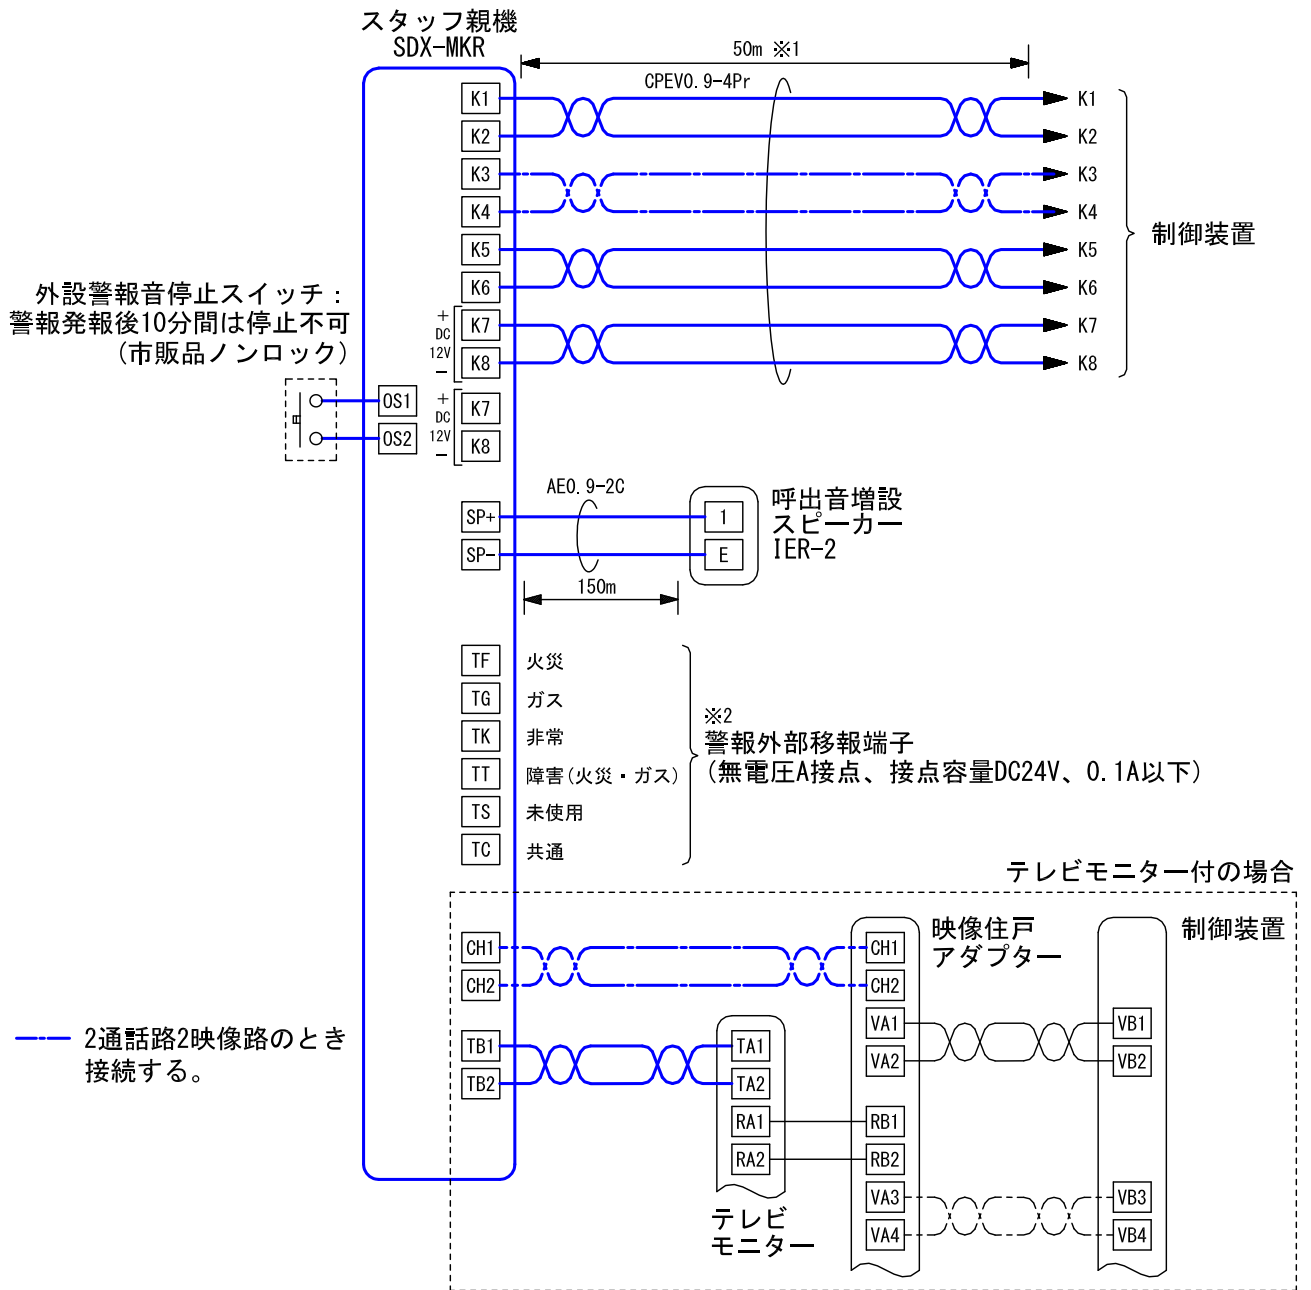 スタッフ親機
SDX-MKR
50m ※1
CPEV0.9-4Pr
K1
K1
K2
K2
K3
K3
K4
K4
制御装置
K5
K5
K6
K6
外設警報音停止スイッチ：
警報発報後10分間は停止不可
(市販品ノンロック)
+
DC
12V
-
K7
K7
K8
K8
OS1
OS2
+
DC
12V
-
K7
K8
AE0.9-2C
SP+
SP-
1
E
呼出音増設
スピーカー
IER-2
150m
TF 火災
TG ガス
TK 非常
TT 障害(火災・ガス)
TS 未使用
TC 共通
※2
警報外部移報端子
(無電圧A接点、接点容量DC24V、0.1A以下)
テレビモニター付の場合
CH1
CH2
CH1
CH2
映像住戸
アダプター
制御装置
VA1
VA2
VB1
VB2
2通話路2映像路のとき
接続する。
TB1
TB2
TA1
TA2
RA1
RA2
RB1
RB2
VA3
VA4
VB3
VB4
テレビ
モニター